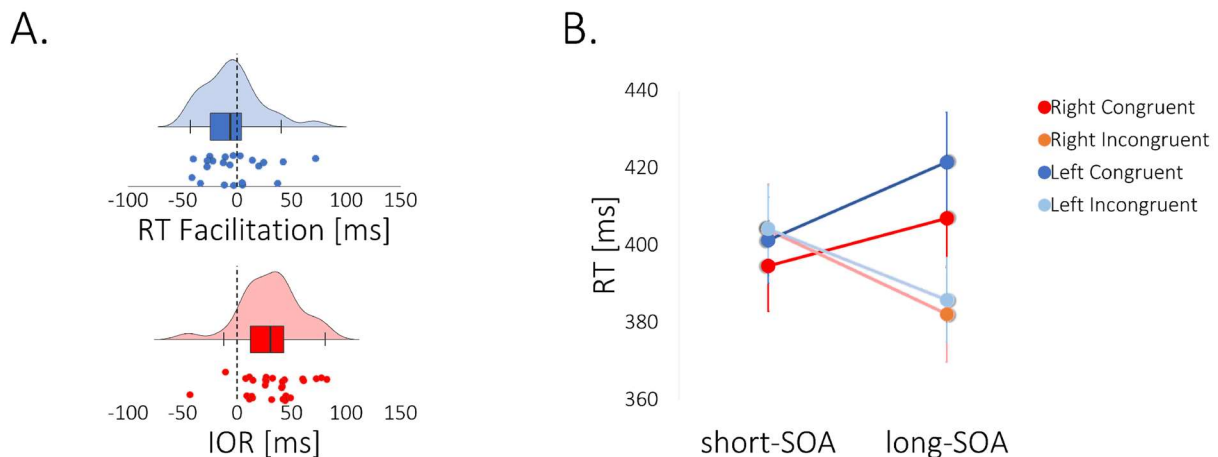 A.
-100 -50 0 50 100 150
RT Facilitation [ms]
-100 -50 0 50 100 150
IOR [ms]
B.
440
420
400
380
360
RT [ms]
short-SOA long-SOA
Right Congruent
Right Incongruent
Left Congruent
Left Incongruent